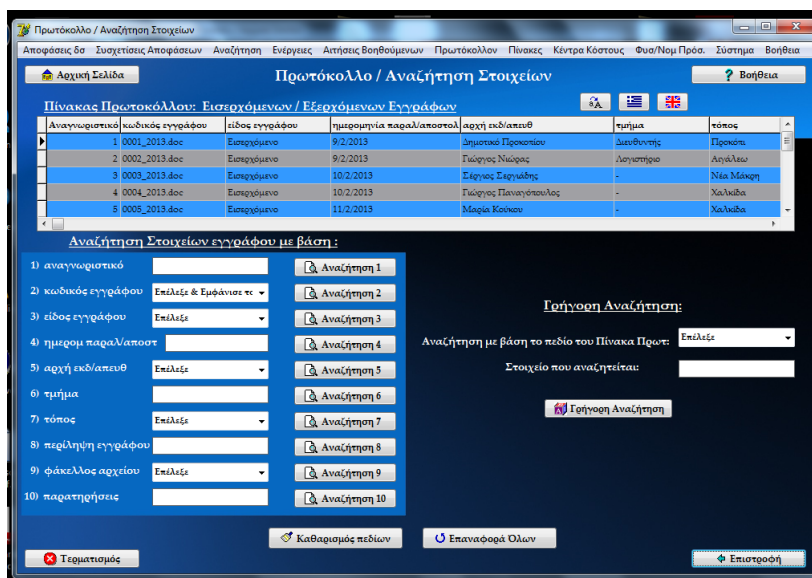 Πρωτόκολλο / Αναζήτηση Στοιχείων
Αποφάσεις δσ Συσχετίσεις Αποφάσεων Αναζήτηση Ενέργειες Αιτήσεις Βοηθούμενων Πρωτόκολλον Πίνακες Κέντρα Κόστους Φυσ/Νομ Πρόσ. Σύστημα Βοήθεια
Αρχική Σελίδα Πρωτόκολλο / Αναζήτηση Στοιχείων ? Βοήθεια
Πίνακας Πρωτοκόλλου: Εισερχόμενων / Εξερχόμενων Εγγράφων
Αναγνωριστικό κωδικός εγγράφου είδος εγγράφου ημερομηνία παραλ/αποστολ αρχή εκδ/απευθ τμήμα τόπος
1 0001_2013.doc Εισερχόμενο 9/2/2013 Δημοτικό Προκοπίου Διευθυντής Προκόπι
2 0002_2013.doc Εισερχόμενο 9/2/2013 Γιώργος Νιώρας Λογιστήριο Αιγάλεω
3 0003_2013.doc Εισερχόμενο 10/2/2013 Σέργιος Σεργιάδης - Νέα Μάκρη
4 0004_2013.doc Εισερχόμενο 10/2/2013 Γιώργος Παναγόπουλος - Χαλκίδα
5 0005_2013.doc Εισερχόμενο 11/2/2013 Μαρία Κούκου - Χαλκίδα
Αναζήτηση Στοιχείων εγγράφου με βάση :
1) αναγνωριστικό Αναζήτηση 1
2) κωδικός εγγράφου Επέλεξε & Εμφάνισε τα Αναζήτηση 2
3) είδος εγγράφου Επέλεξε Αναζήτηση 3
4) ημερομ παραλ/αποστ Αναζήτηση 4
5) αρχή εκδ/απευθ Επέλεξε Αναζήτηση 5
6) τμήμα Αναζήτηση 6
7) τόπος Επέλεξε Αναζήτηση 7
8) περίληψη εγγράφου Αναζήτηση 8
9) φάκελλος αρχείου Επέλεξε Αναζήτηση 9
10) παρατηρήσεις Αναζήτηση 10
Γρήγορη Αναζήτηση:
Αναζήτηση με βάση το πεδίο του Πίνακα Πρωτ: Επέλεξε
Στοιχείο που αναζητείται:
Γρήγορη Αναζήτηση
Καθαρισμός πεδίων Επαναφορά Όλων
Τερματισμός Επιστροφή